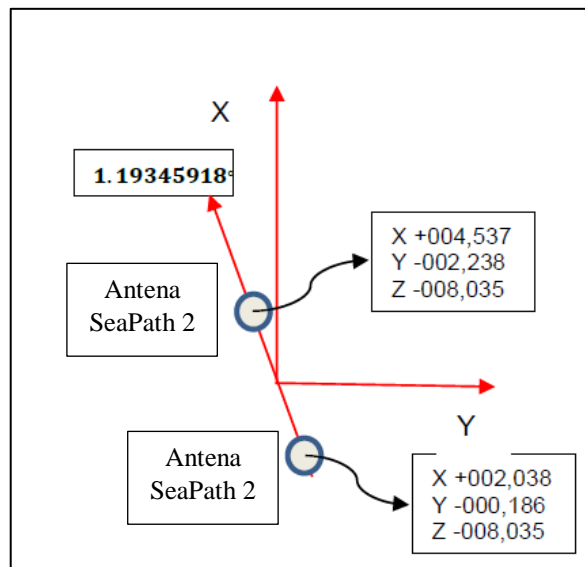 X
1.19345918°
X +004,537
Y -002,238
Z -008,035
Antena
SeaPath 2
Y
Antena
SeaPath 2
X +002,038
Y -000,186
Z -008,035